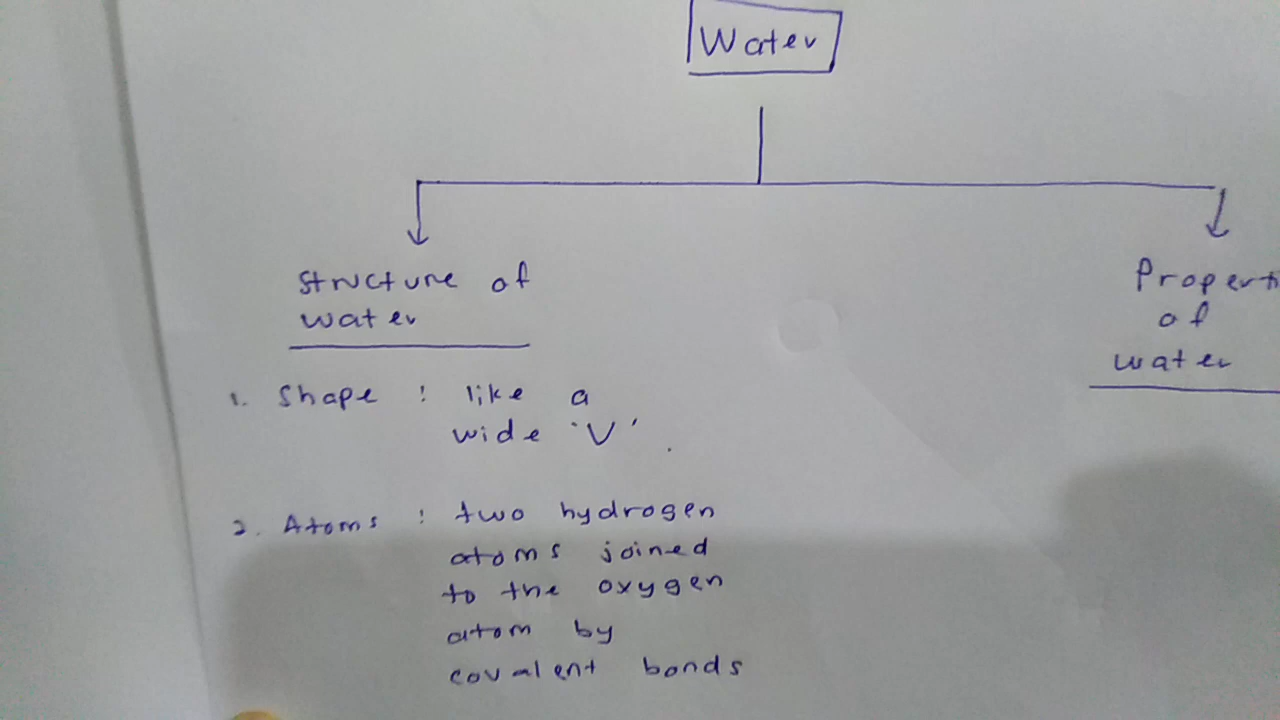 Water
Structure of
water
1. Shape : like a
wide 'V'.
2. Atoms : two hydrogen
atoms joined
to the oxygen
atom by
covalent bonds
Properti
of
water